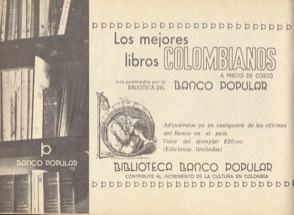 Los mejores
libros COLOMBIANOS
A PRECIO DE COSTO
son publicados por la
BIBLIOTECA DEL BANCO POPULAR
Adquiéralos ya en cualquiera de las oficinas
del Banco en el país.
Valor del ejemplar $20.00
(Ediciones limitadas)
BIBLIOTECA BANCO POPULAR
CONTRIBUYE AL INCREMENTO DE LA CULTURA EN COLOMBIA
BANCO POPULAR